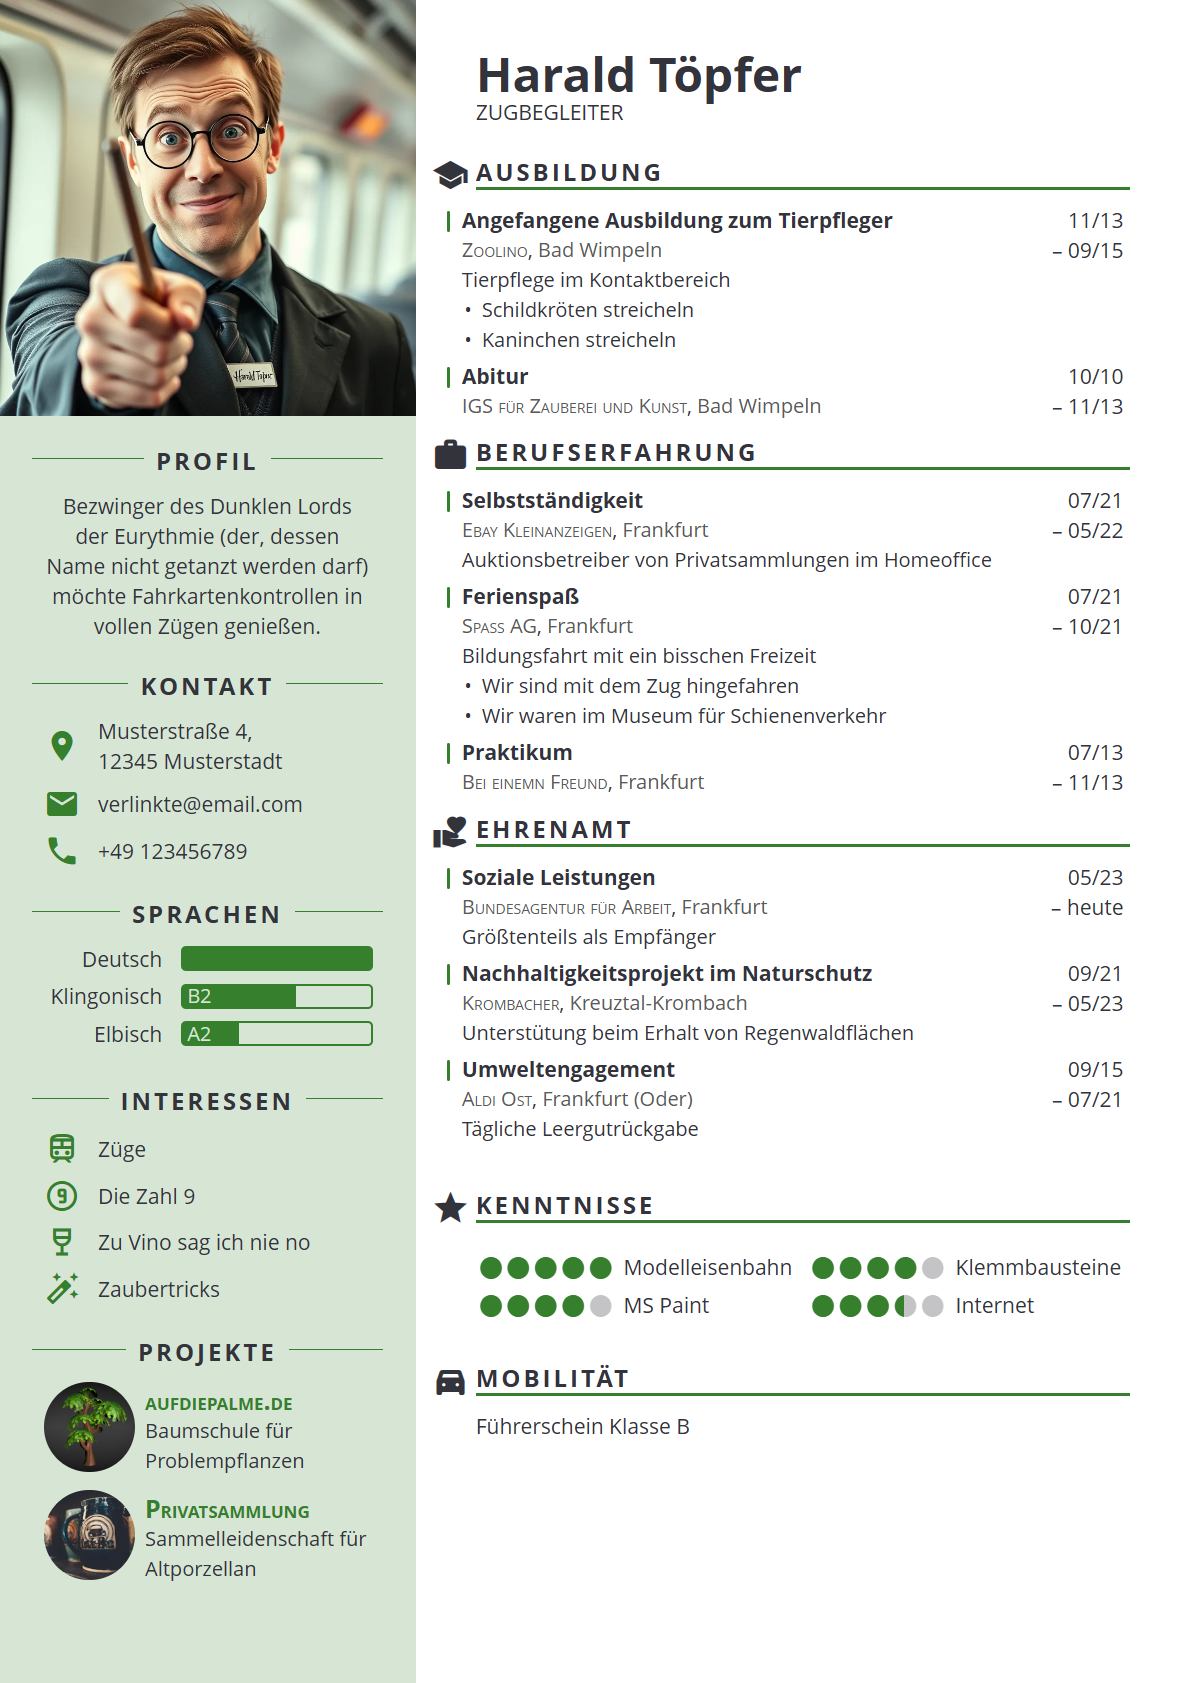 Harald Töpfer
Harald Töpfer
ZUGBEGLEITER
AUSBILDUNG
Angefangene Ausbildung zum Tierpfleger 11/13
Zoolino, Bad Wimpeln – 09/15
Tierpflege im Kontaktbereich
• Schildkröten streicheln
• Kaninchen streicheln
Abitur 10/10
IGS für Zauberei und Kunst, Bad Wimpeln – 11/13
BERUFSERFAHRUNG
Selbstständigkeit 07/21
Ebay Kleinanzeigen, Frankfurt – 05/22
Auktionsbetreiber von Privatsammlungen im Homeoffice
Ferienspaß 07/21
Spass AG, Frankfurt – 10/21
Bildungsfahrt mit ein bisschen Freizeit
• Wir sind mit dem Zug hingefahren
• Wir waren im Museum für Schienenverkehr
Praktikum 07/13
Bei einemn Freund, Frankfurt – 11/13
EHRENAMT
Soziale Leistungen 05/23
Bundesagentur für Arbeit, Frankfurt – heute
Größtenteils als Empfänger
Nachhaltigkeitsprojekt im Naturschutz 09/21
Krombacher, Kreuztal-Krombach – 05/23
Unterstütung beim Erhalt von Regenwaldflächen
Umweltengagement 09/15
Aldi Ost, Frankfurt (Oder) – 07/21
Tägliche Leergutrückgabe
KENNTNISSE
Modelleisenbahn Klemmbausteine
MS Paint Internet
MOBILITÄT
Führerschein Klasse B
PROFIL
Bezwinger des Dunklen Lords
der Eurythmie (der, dessen
Name nicht getanzt werden darf)
möchte Fahrkartenkontrollen in
vollen Zügen genießen.
KONTAKT
Musterstraße 4,
12345 Musterstadt
verlinkte@email.com
+49 123456789
SPRACHEN
Deutsch
Klingonisch B2
Elbisch A2
INTERESSEN
Züge
9 Die Zahl 9
Zu Vino sag ich nie no
Zaubertricks
PROJEKTE
aufdiepalme.de
Baumschule für
Problempflanzen
Privatsammlung
Sammelleidenschaft für
Altporzellan